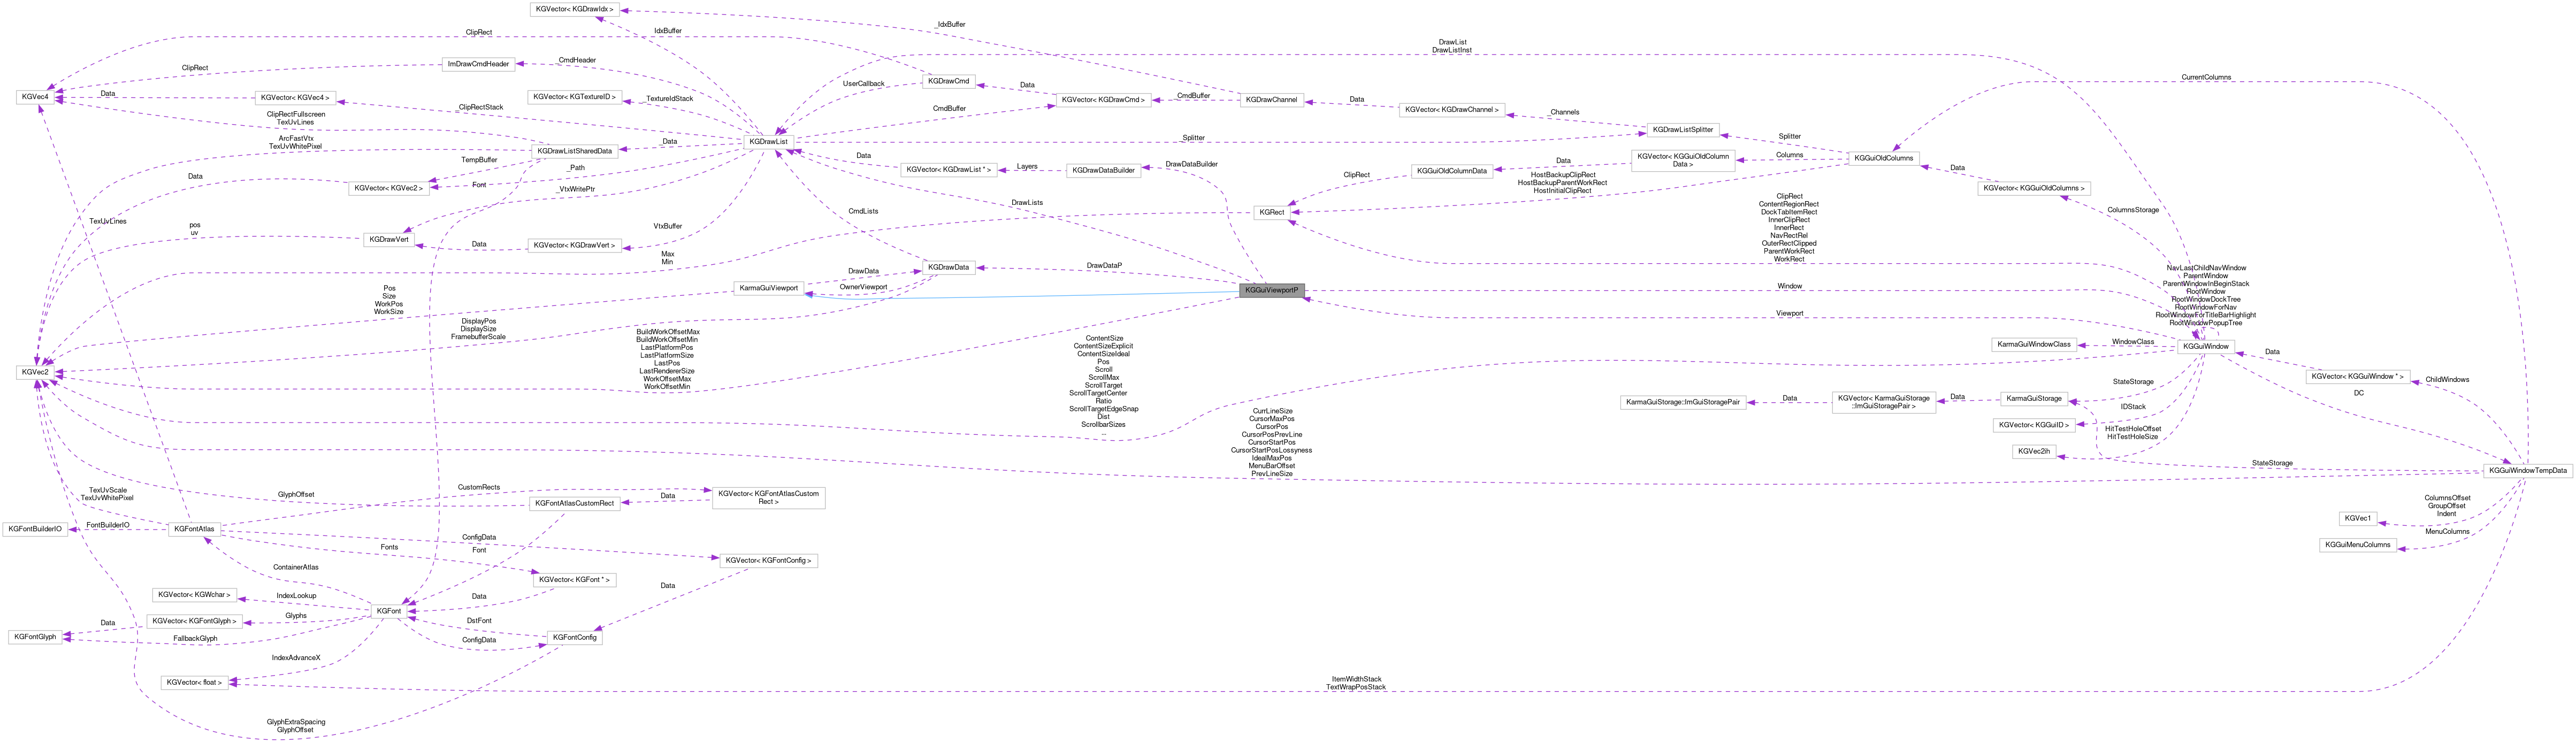 KGVector< KGDrawIdx >
_IdxBuffer
ClipRect
IdxBuffer
DrawList
DrawListInst
ImDrawCmdHeader
_CmdHeader
ClipRect
KGDrawCmd
UserCallback
Data
CurrentColumns
KGVec4
Data
KGVector< KGVec4 >
KGVector< KGTextureID >
_TextureIdStack
KGVector< KGDrawCmd >
_CmdBuffer
KGDrawChannel
Data
KGVector< KGDrawChannel >
_ClipRectStack
CmdBuffer
_Channels
ClipRectFullscreen
TexUvLines
KGDrawListSplitter
KGDrawList
_Splitter
Splitter
ArcFastVtx
TexUvWhitePixel
KGDrawListSharedData
_Data
Data
KGVector< KGDrawList * >
Layers
KGDrawDataBuilder
DrawDataBuilder
KGGuiOldColumnData
Data
KGVector< KGGuiOldColumn
Data >
Columns
KGGuiOldColumns
TempBuffer
_Path
Data
KGVector< KGVec2 >
Font
_VtxWritePtr
ClipRect
HostBackupClipRect
HostBackupParentWorkRect
HostInitialClipRect
Data
KGVector< KGGuiOldColumns >
TexUvLines
CmdLists
DrawLists
KGRect
ColumnsStorage
pos
uv
KGDrawVert
Data
KGVector< KGDrawVert >
VtxBuffer
ClipRect
ContentRegionRect
DockTabItemRect
InnerClipRect
InnerRect
NavRectRel
OuterRectClipped
ParentWorkRect
WorkRect
Max
Min
DrawData
KGDrawData
DrawDataP
OwnerViewport
KarmaGuiViewport
KGGuiViewportP
Window
Viewport
NavLastChildNavWindow
ParentWindow
ParentWindowInBeginStack
RootWindow
RootWindowDockTree
RootWindowForNav
RootWindowForTitleBarHighlight
RootWindowPopupTree
Pos
Size
WorkPos
WorkSize
DisplayPos
DisplaySize
FramebufferScale
BuildWorkOffsetMax
BuildWorkOffsetMin
LastPlatformPos
LastPlatformSize
LastPos
LastRendererSize
WorkOffsetMax
WorkOffsetMin
ContentSize
ContentSizeExplicit
ContentSizeIdeal
Pos
Scroll
ScrollMax
ScrollTarget
ScrollTargetCenter
Ratio
ScrollTargetEdgeSnap
Dist
ScrollbarSizes
...
KarmaGuiWindowClass
WindowClass
KGGuiWindow
Data
KGVector< KGGuiWindow * >
ChildWindows
KGVec2
StateStorage
DC
KarmaGuiStorage::ImGuiStoragePair
Data
KGVector< KarmaGuiStorage
::ImGuiStoragePair >
Data
KarmaGuiStorage
IDStack
KGVector< KGGuiID >
HitTestHoleOffset
HitTestHoleSize
KGVec2ih
CurrLineSize
CursorMaxPos
CursorPos
CursorPosPrevLine
CursorStartPos
CursorStartPosLossyness
IdealMaxPos
MenuBarOffset
PrevLineSize
StateStorage
KGGuiWindowTempData
TexUvScale
TexUvWhitePixel
CustomRects
GlyphOffset
KGFontAtlasCustomRect
Data
KGVector< KGFontAtlasCustom
Rect >
ColumnsOffset
GroupOffset
Indent
KGVec1
KGFontBuilderIO
FontBuilderIO
KGFontAtlas
ConfigData
MenuColumns
KGGuiMenuColumns
Fonts
Font
KGVector< KGFontConfig >
ContainerAtlas
KGVector< KGFont * >
Data
Data
KGVector< KGWchar >
IndexLookup
KGFont
Glyphs
KGVector< KGFontGlyph >
Data
KGFontGlyph
FallbackGlyph
DstFont
ConfigData
KGFontConfig
IndexAdvanceX
KGVector< float >
ItemWidthStack
TextWrapPosStack
GlyphExtraSpacing
GlyphOffset